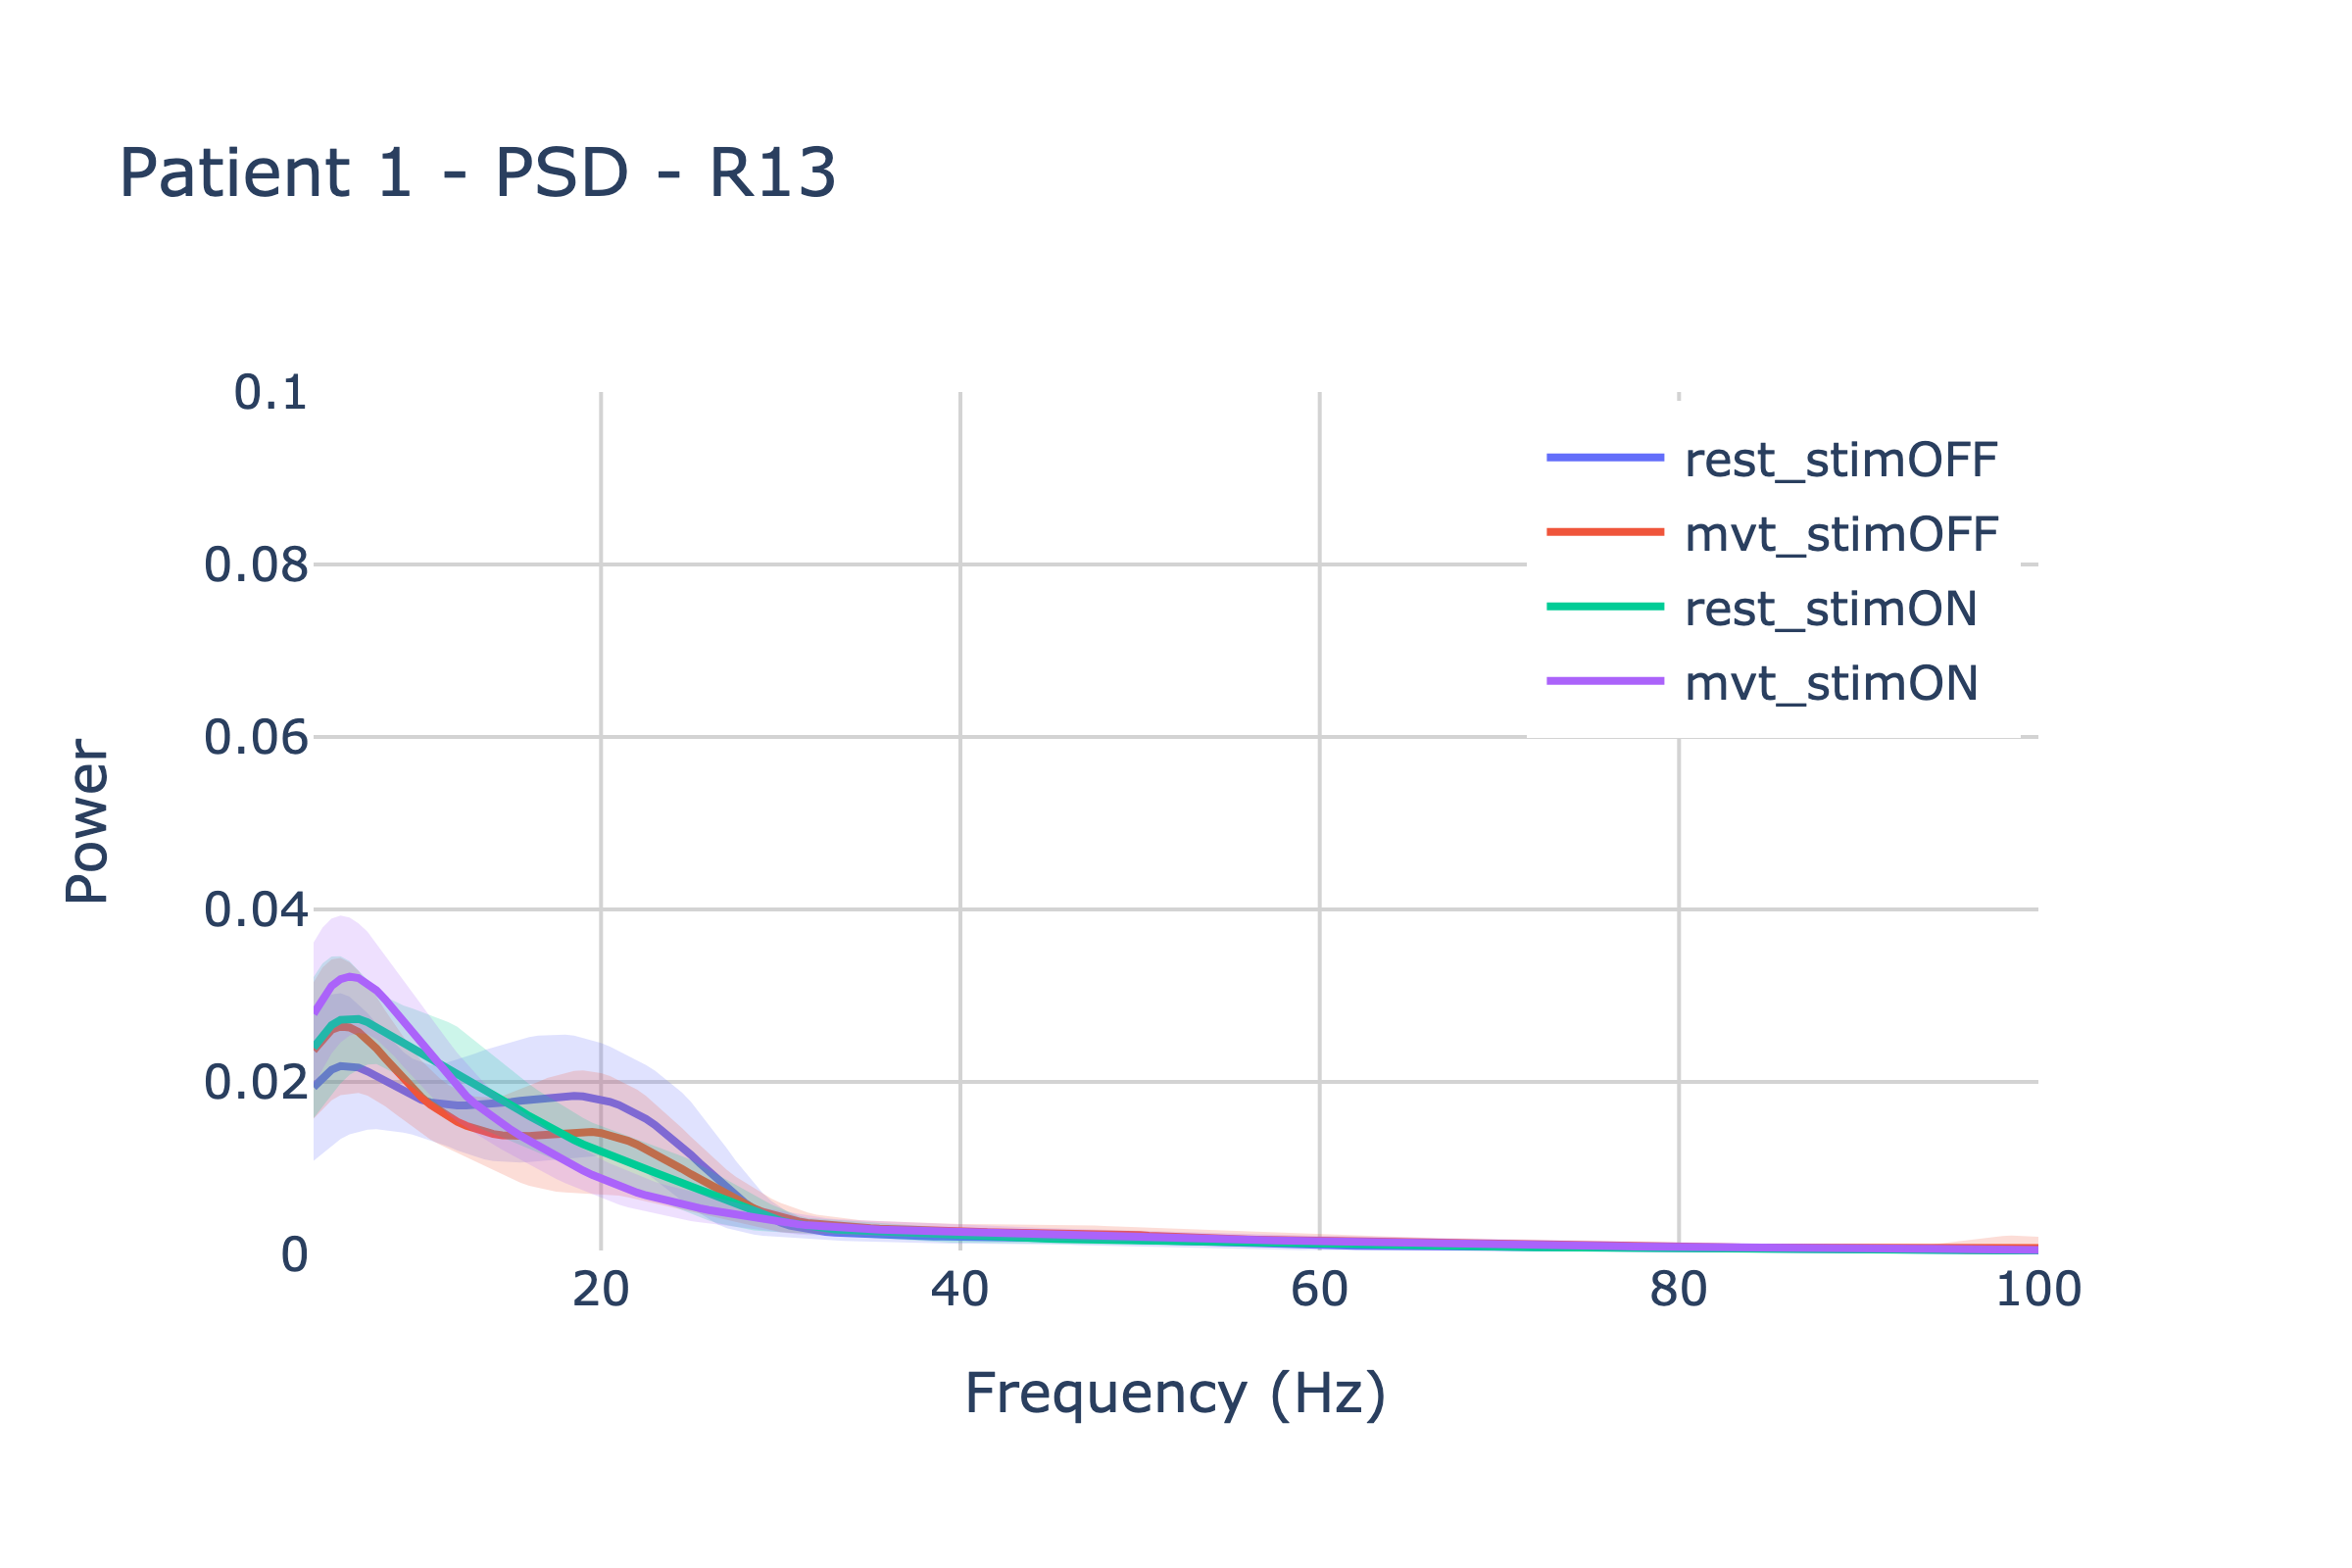 Patient 1 - PSD - R13
0.1
0.08
0.06
0.04
0.02
0
Power
rest_stimOFF
mvt_stimOFF
rest_stimON
mvt_stimON
20 40 60 80 100
Frequency (Hz)